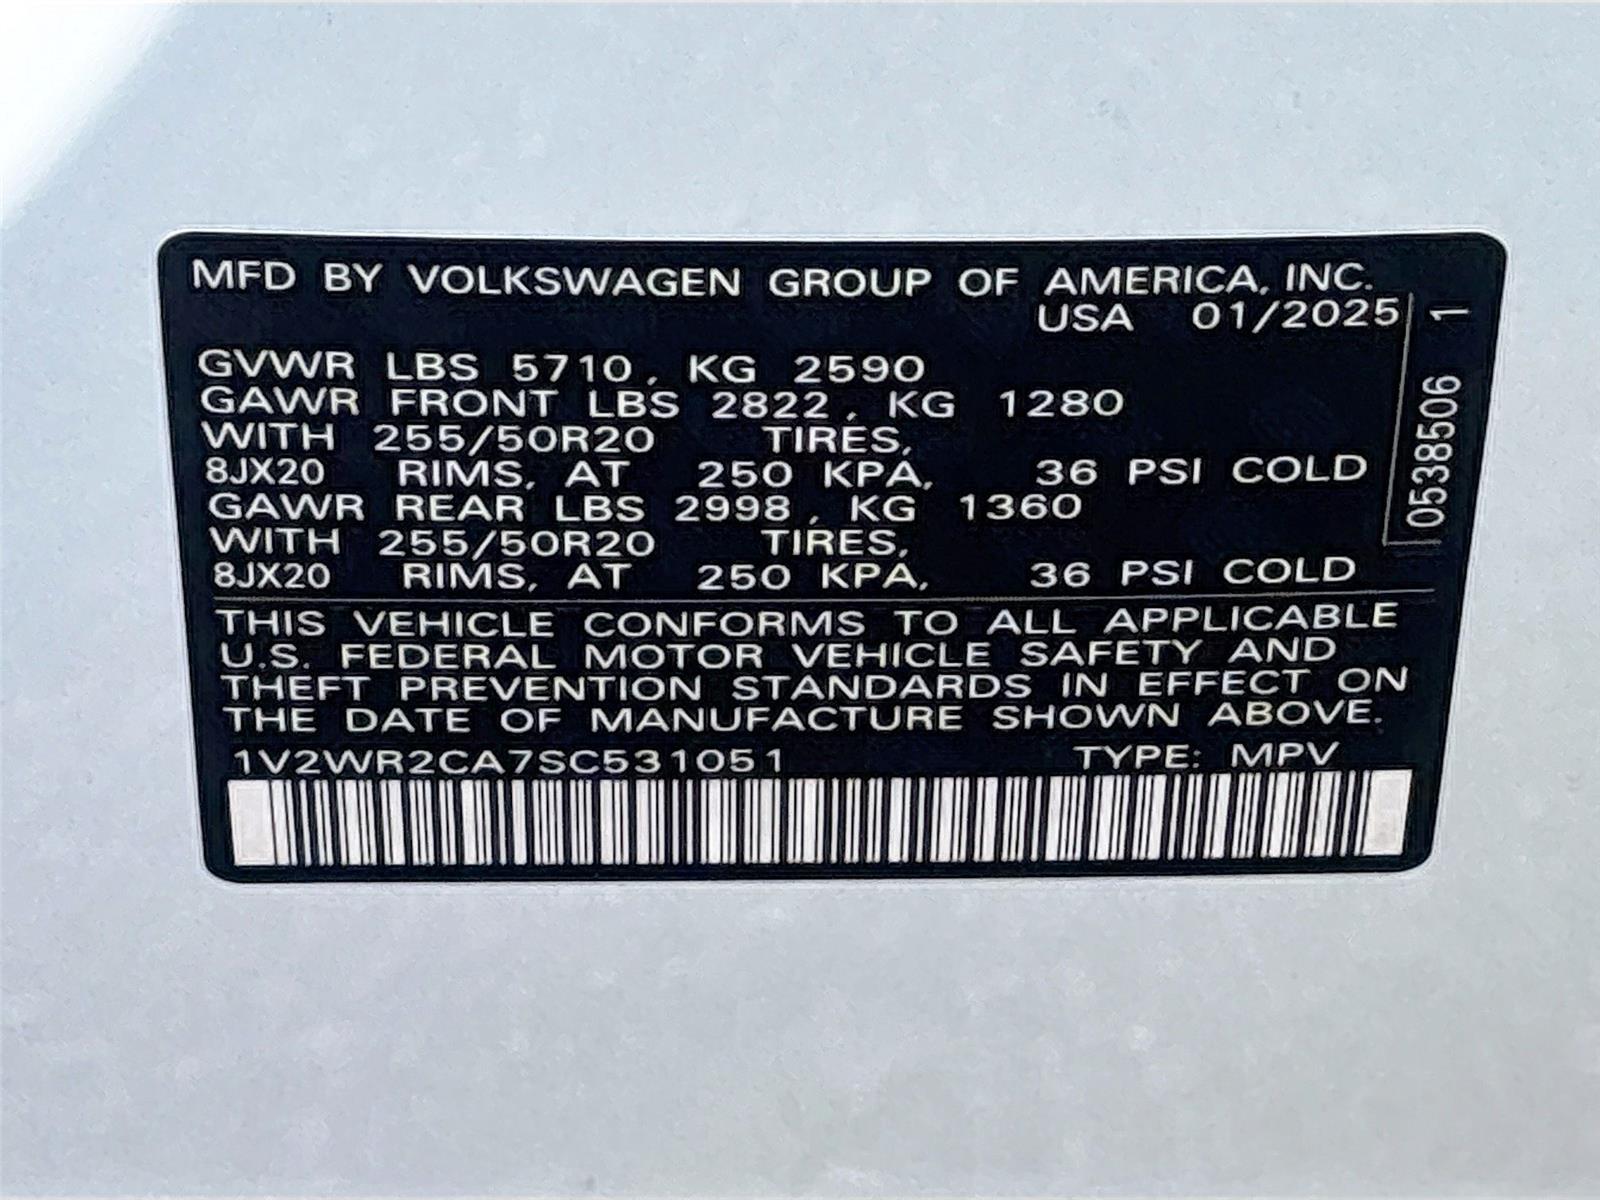 MFD BY VOLKSWAGEN GROUP OF AMERICA, INC.
USA 01/2025
GVWR LBS 5710, KG 2590
GAWR FRONT LBS 2822, KG 1280
WITH 255/50R20 TIRES,
8JX20 RIMS, AT 250 KPA, 36 PSI COLD
GAWR REAR LBS 2998, KG 1360
WITH 255/50R20 TIRES,
8JX20 RIMS, AT 250 KPA, 36 PSI COLD
THIS VEHICLE CONFORMS TO ALL APPLICABLE
U.S. FEDERAL MOTOR VEHICLE SAFETY AND
THEFT PREVENTION STANDARDS IN EFFECT ON
THE DATE OF MANUFACTURE SHOWN ABOVE.
1V2WR2CA7SC531051 TYPE: MPV
05385506 1